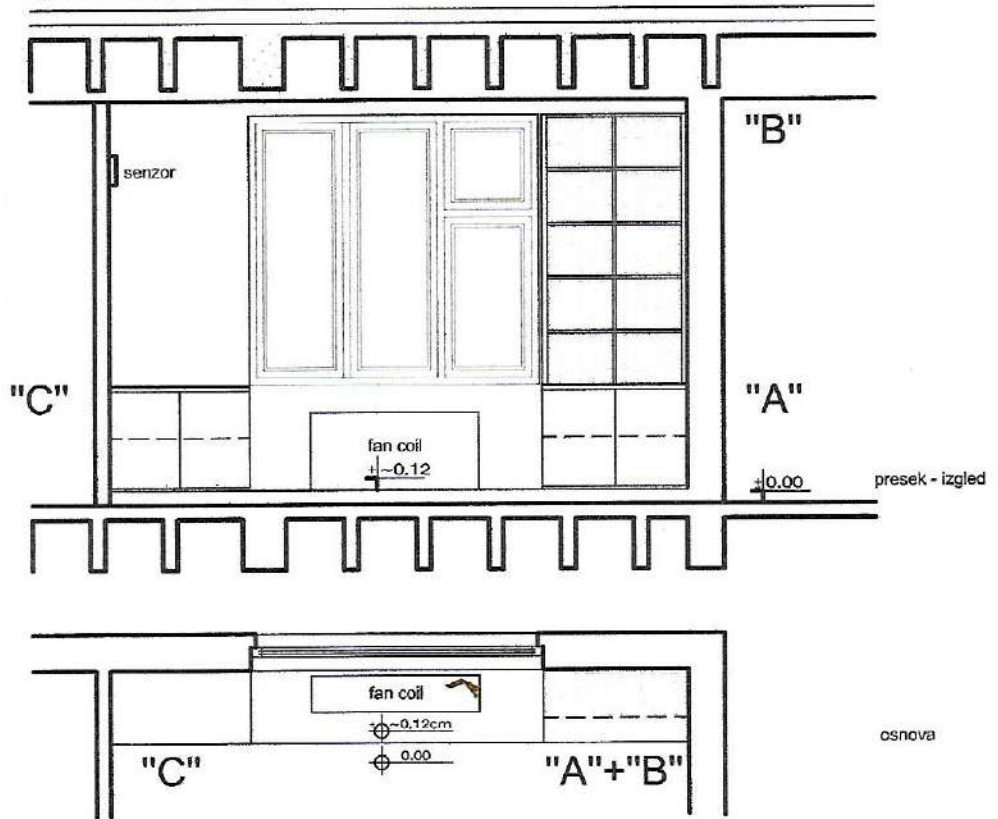 "B"
senzor
"C"
"A"
fan coil
±~0.12
±0.00
presek - izgled
fan coil
±~0.12cm
0.00
osnova
"C"
"A"+"B"